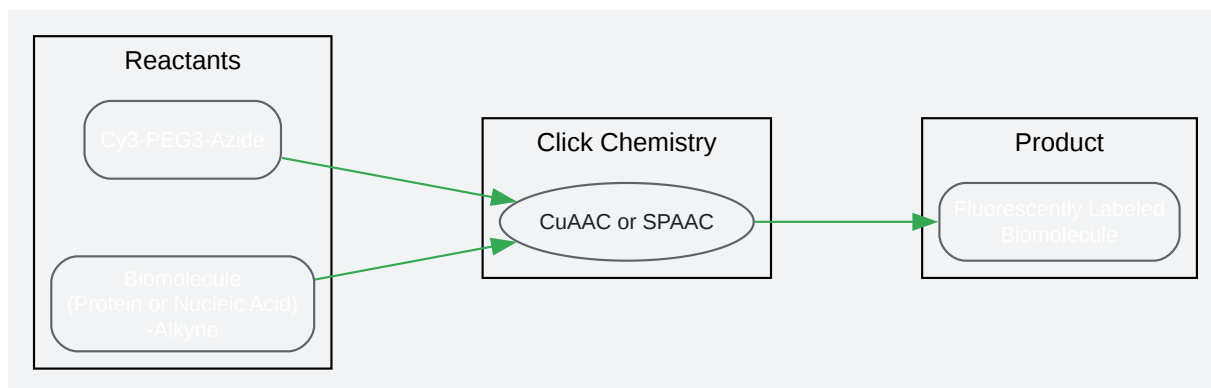 Reactants
Cy3-PEG3-Azide
Biomolecule
(Protein or Nucleic Acid)
-Alkyne
Click Chemistry
CuAAC or SPAAC
Product
Fluorescently Labeled
Biomolecule